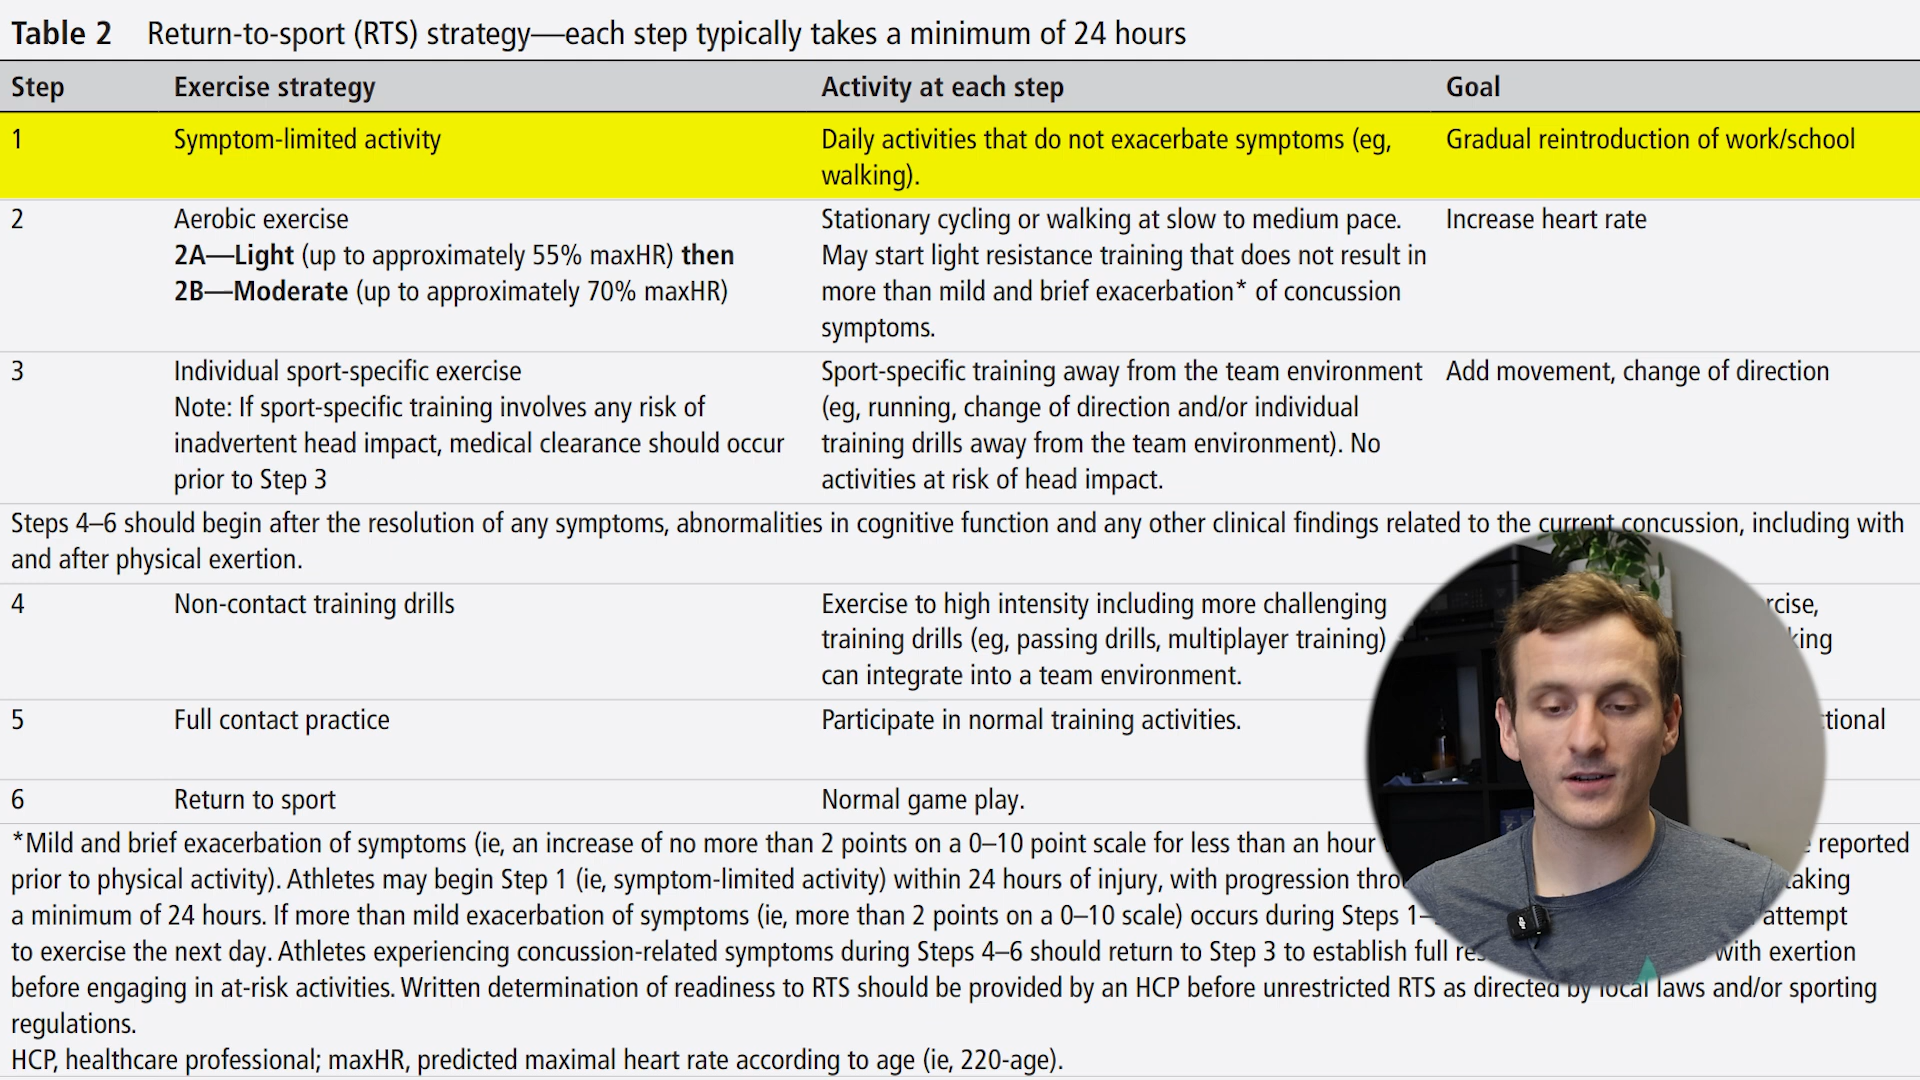 Table 2 Return-to-sport (RTS) strategy—each step typically takes a minimum of 24 hours
Step Exercise strategy Activity at each step Goal
1 Symptom-limited activity Daily activities that do not exacerbate symptoms (eg, Gradual reintroduction of work/school
walking).
2 Aerobic exercise Stationary cycling or walking at slow to medium pace. Increase heart rate
2A—Light (up to approximately 55% maxHR) then May start light resistance training that does not result in
2B—Moderate (up to approximately 70% maxHR) more than mild and brief exacerbation* of concussion
symptoms.
3 Individual sport-specific exercise Sport-specific training away from the team environment Add movement, change of direction
Note: If sport-specific training involves any risk of (eg, running, change of direction and/or individual
inadvertent head impact, medical clearance should occur training drills away from the team environment). No
prior to Step 3 activities at risk of head impact.
Steps 4–6 should begin after the resolution of any symptoms, abnormalities in cognitive function and any other clinical findings related to the current concussion, including with
and after physical exertion.
4 Non-contact training drills Exercise to high intensity including more challenging
training drills (eg, passing drills, multiplayer training)
can integrate into a team environment.
5 Full contact practice Participate in normal training activities.
6 Return to sport Normal game play.
*Mild and brief exacerbation of symptoms (ie, an increase of no more than 2 points on a 0–10 point scale for less than an hour reported
prior to physical activity). Athletes may begin Step 1 (ie, symptom-limited activity) within 24 hours of injury, with progression taking
a minimum of 24 hours. If more than mild exacerbation of symptoms (ie, more than 2 points on a 0–10 scale) occurs during Steps attempt
to exercise the next day. Athletes experiencing concussion-related symptoms during Steps 4–6 should return to Step 3 to establish full with exertion
before engaging in at-risk activities. Written determination of readiness to RTS should be provided by an HCP before unrestricted RTS as directed by local laws and/or sporting
regulations.
HCP, healthcare professional; maxHR, predicted maximal heart rate according to age (ie, 220-age).